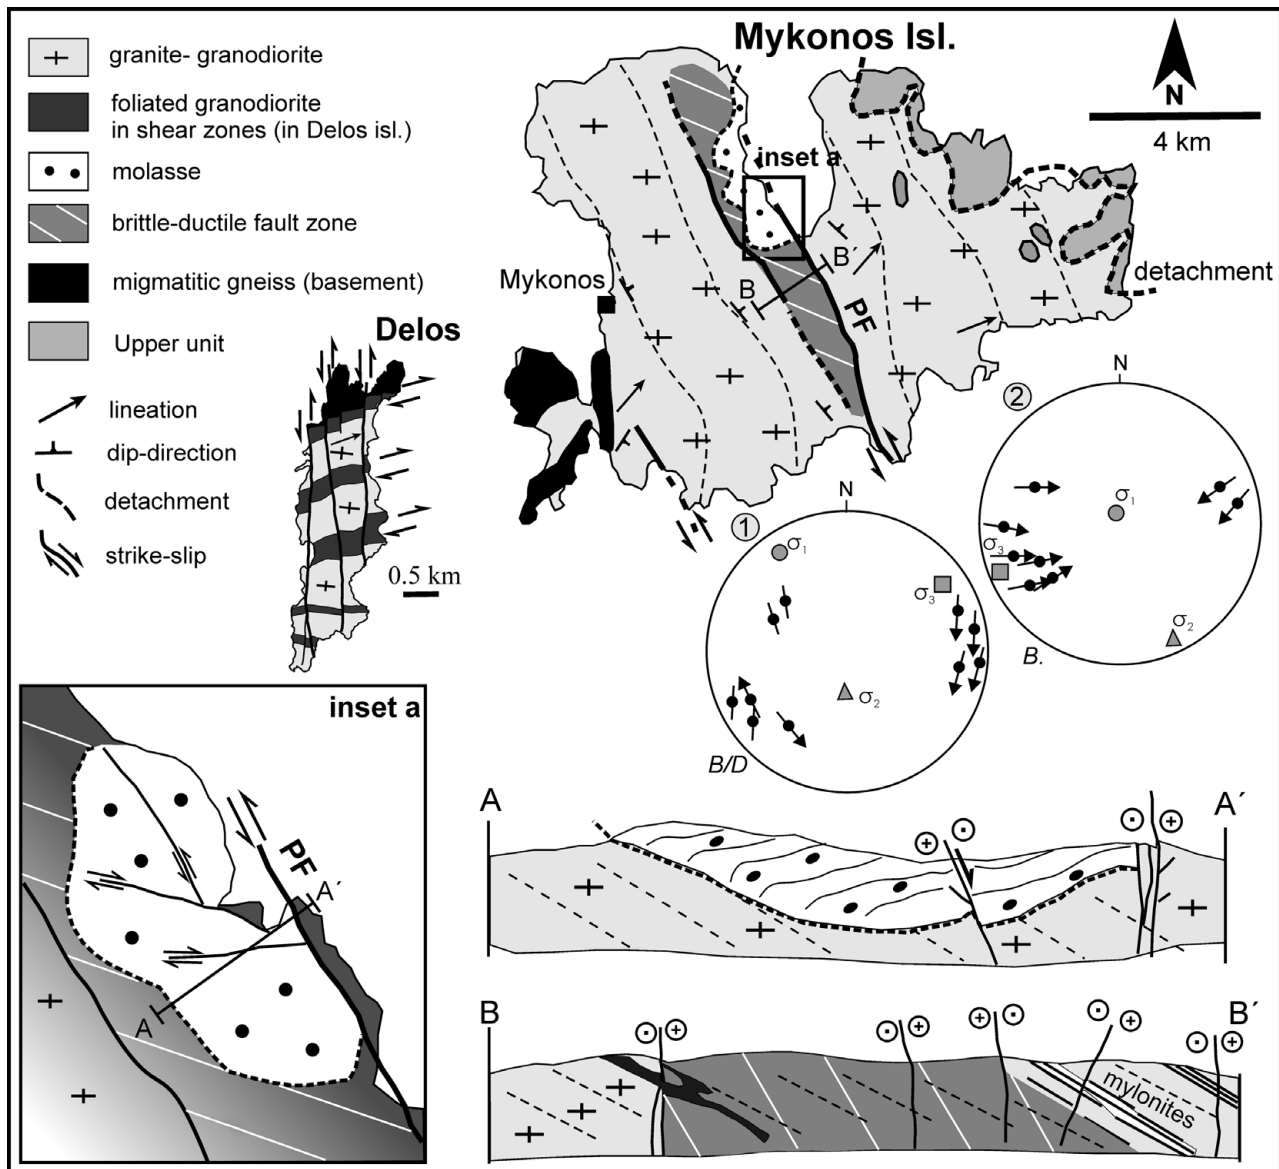 granite- granodiorite
foliated granodiorite
in shear zones (in Delos isl.)
molasse
brittle-ductile fault zone
migmatitic gneiss (basement)
Upper unit
lineation
dip-direction
detachment
strike-slip
Delos
0.5 km
Mykonos Isl.
N
4 km
inset a
B´
B
PF
Mykonos
detachment
2
N
σ1
σ3
σ2
B.
1
N
σ1
σ3
σ2
B/D
inset a
PF
A´
A
A
A´
B
B´
mylonites